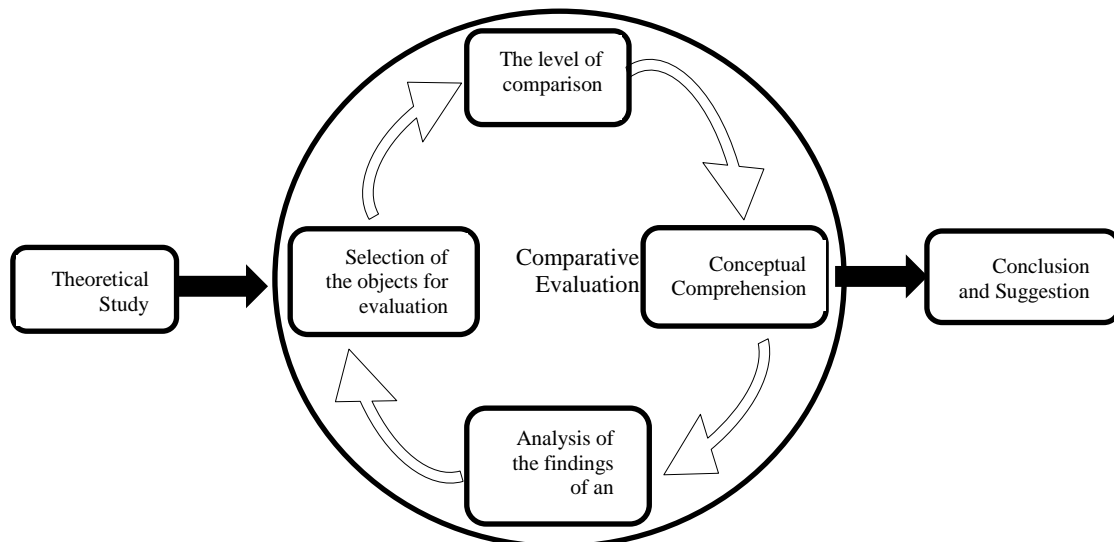 The level of
comparison
Theoretical
Study
Selection of
the objects for
evaluation
Comparative
Evaluation
Conceptual
Comprehension
Conclusion
and Suggestion
Analysis of
the findings
of an